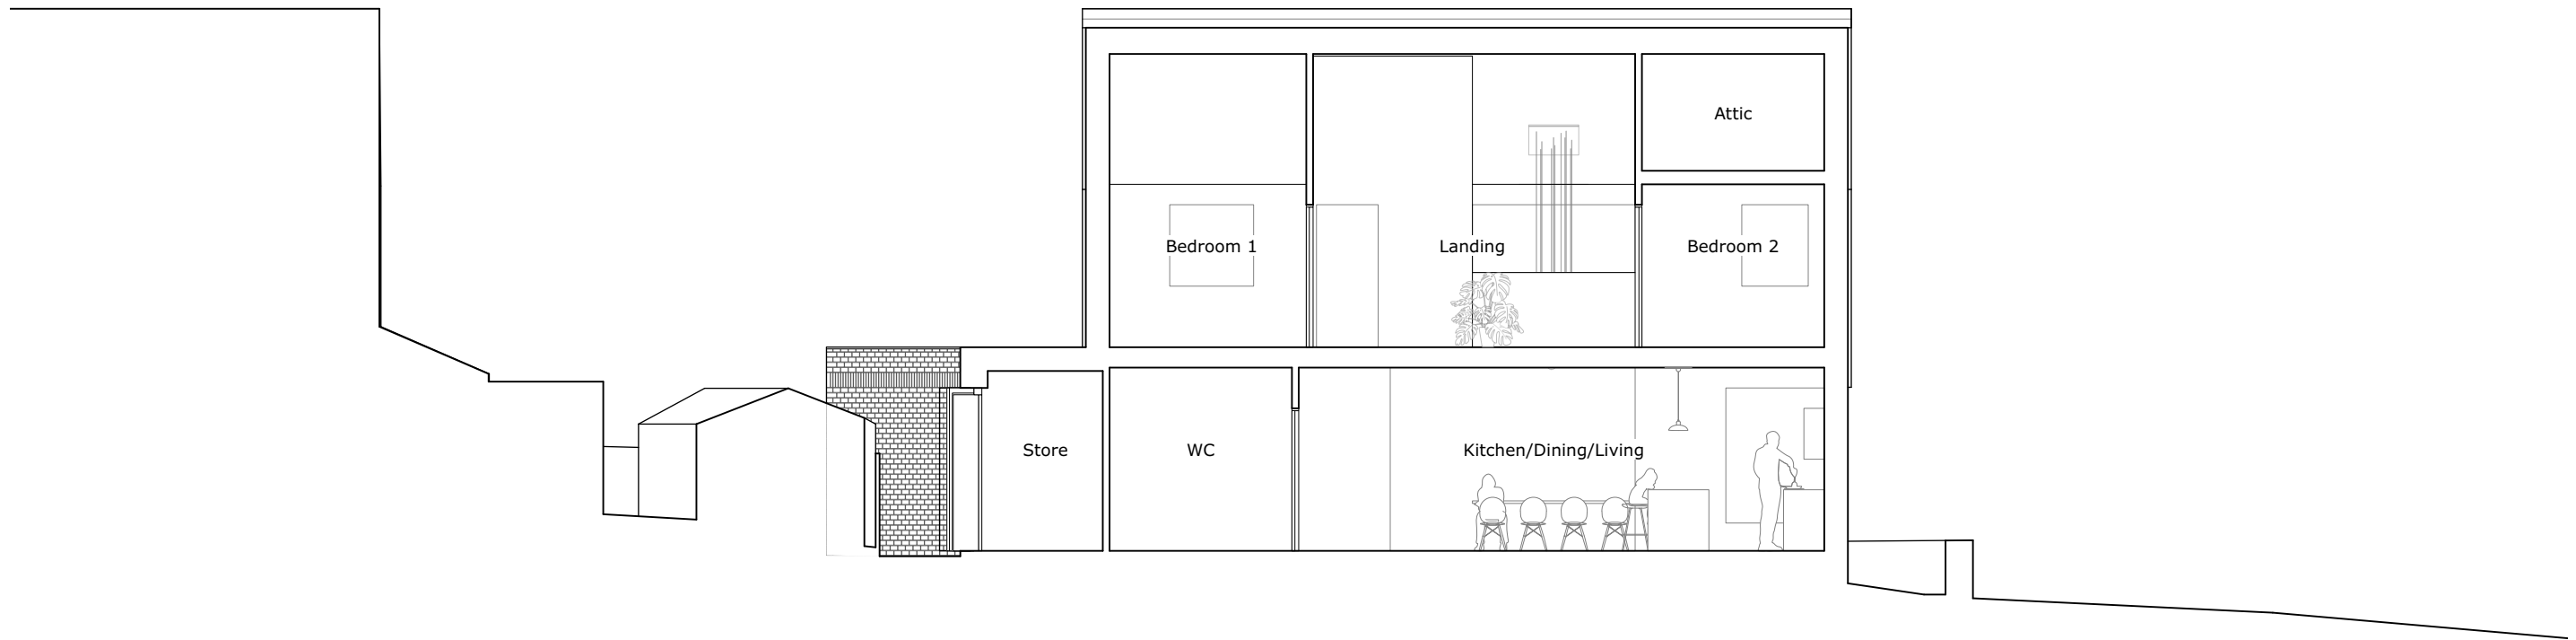 Attic
Bedroom 1
Landing
Bedroom 2
Store
WC
Kitchen/Dining/Living